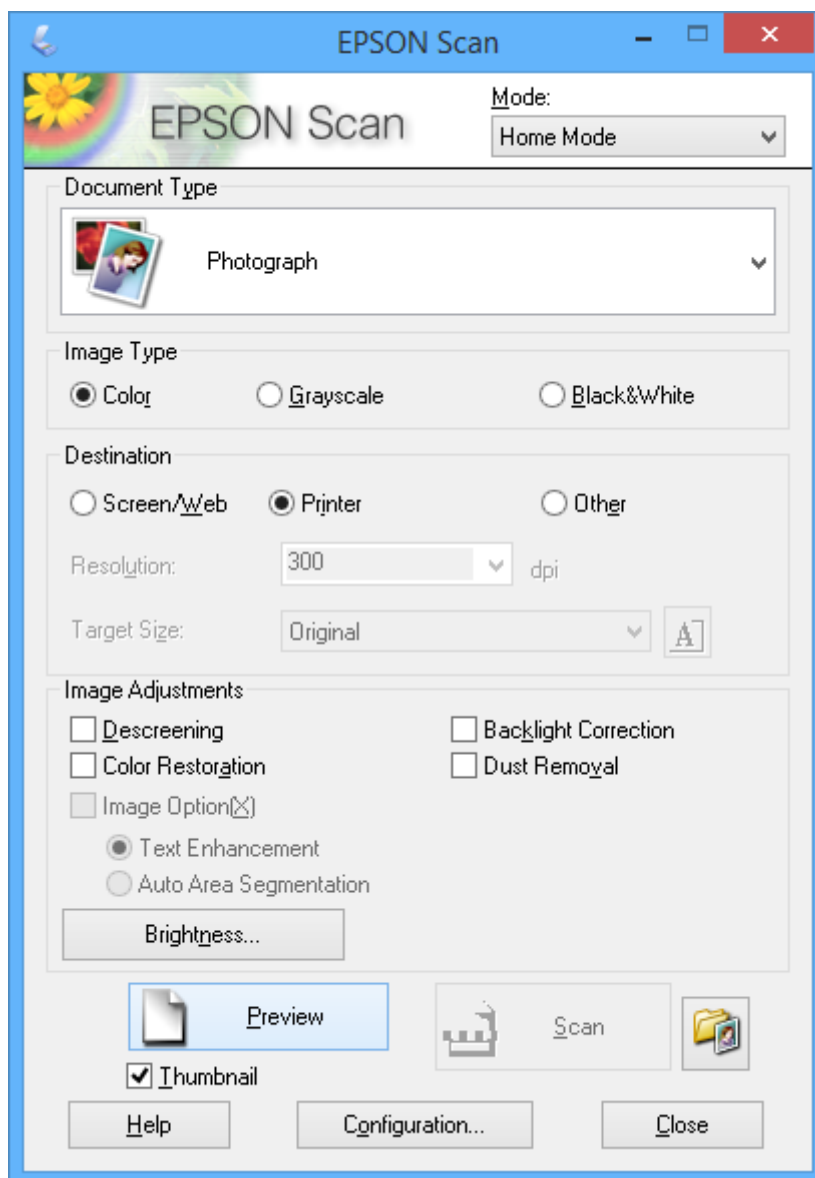 EPSON Scan
EPSON Scan
Mode:
Home Mode
Document Type
Photograph
Image Type
Color Grayscale Black&White
Destination
Screen/Web Printer Other
Resolution: 300 dpi
Target Size: Original A
Image Adjustments
Descreening Backlight Correction
Color Restoration Dust Removal
Image Option(X)
Text Enhancement
Auto Area Segmentation
Brightness...
Preview Scan
Thumbnail
Help Configuration... Close